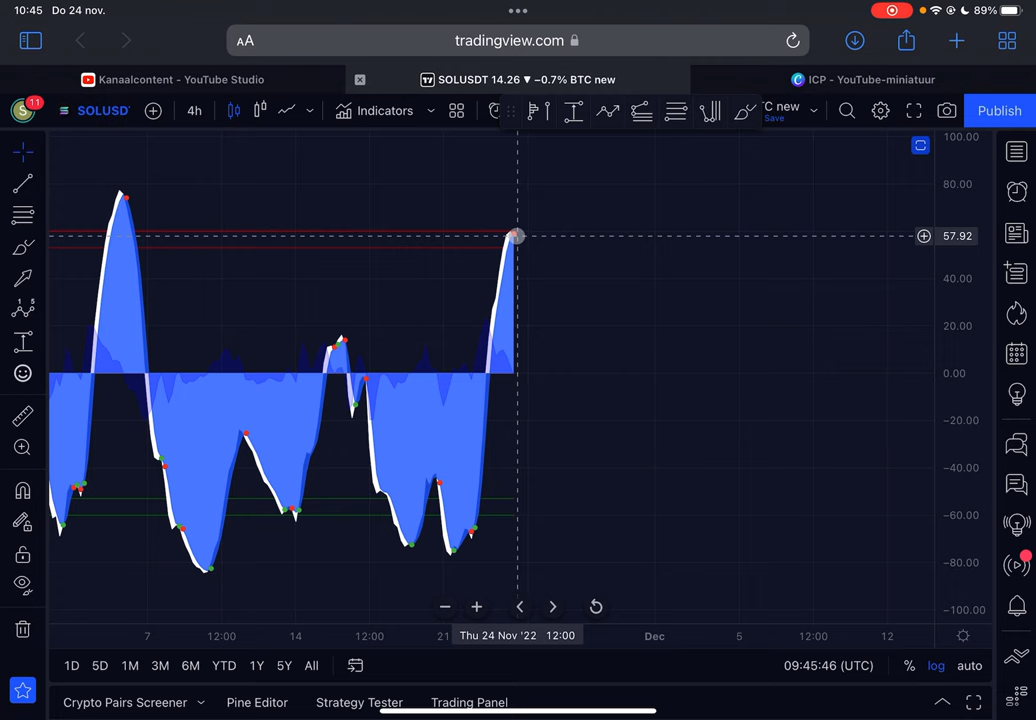 10:45 Do 24 nov.
89%
AA tradingview.com
Kanaalcontent - YouTube Studio
SOLUSDT 14.26 ▼ −0.7% BTC new
ICP - YouTube-miniatuur
S 11 SOLUSD 4h Indicators C new Save Publish
100.00
80.00
57.92
40.00
20.00
0.00
−20.00
−40.00
−60.00
−80.00
−100.00
7 12:00 14 12:00 21 Thu 24 Nov '22 12:00 Dec 5 12:00 12
1D 5D 1M 3M 6M YTD 1Y 5Y All 09:45:46 (UTC) % log auto
Crypto Pairs Screener Pine Editor Strategy Tester Trading Panel